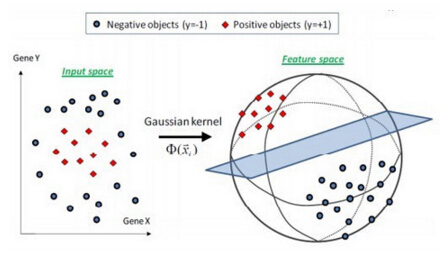 Negative objects (y=-1) Positive objects (y=+1)
Gene Y
Input space
Feature space
Gaussian kernel
Φ(x⃗ᵢ)
Gene X